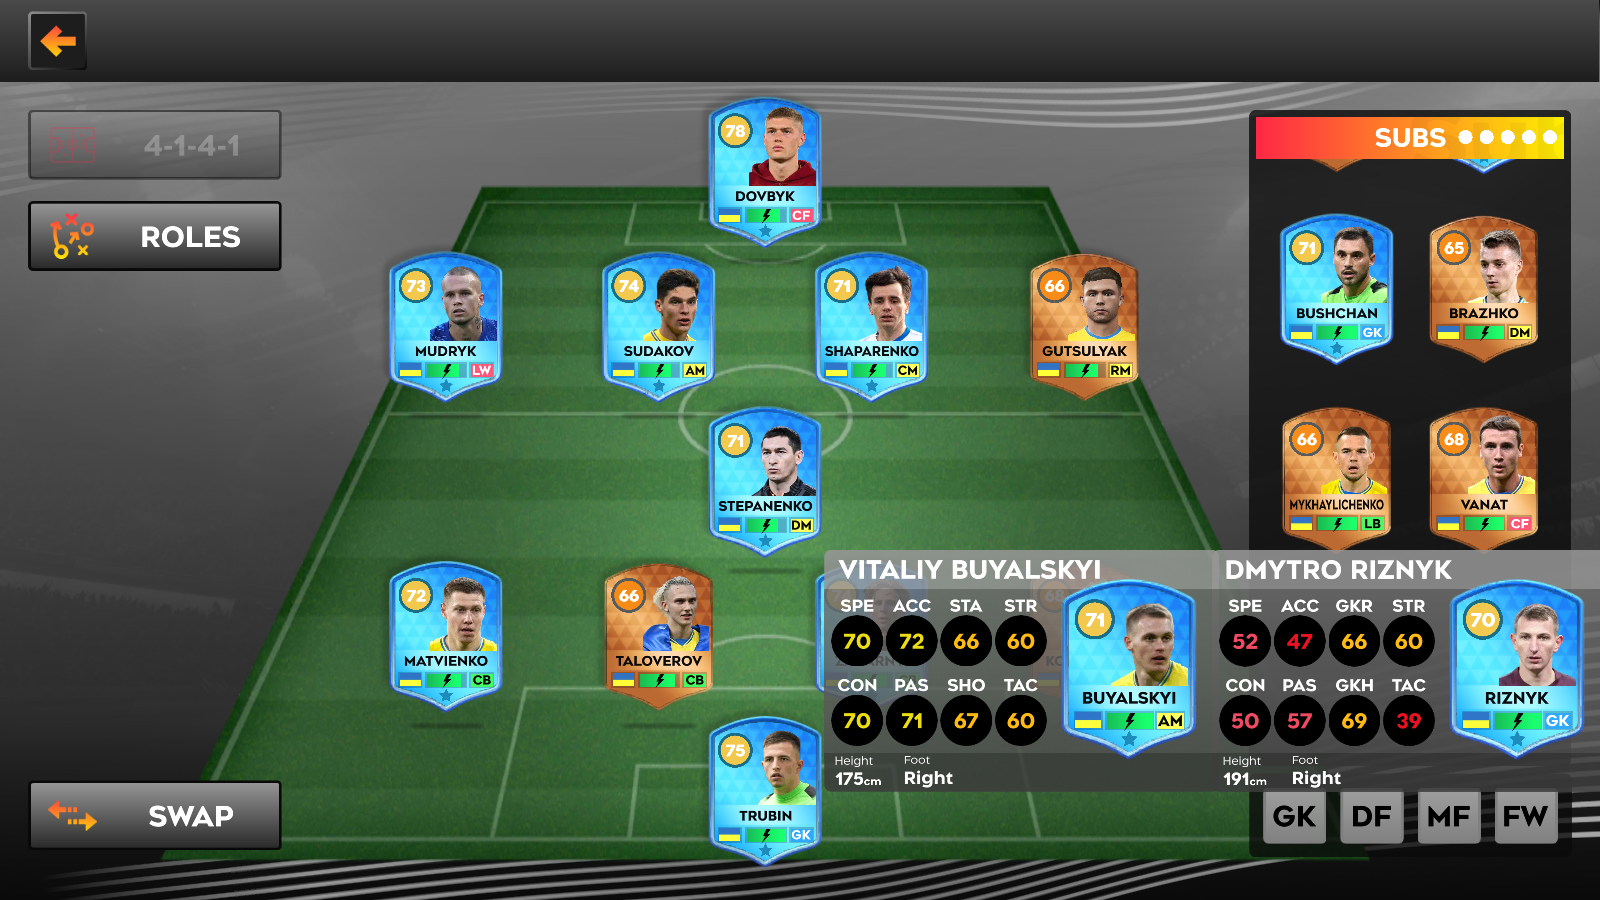 4-1-4-1
ROLES
SWAP
78
DOVBYK
CF
73
MUDRYK
LW
74
SUDAKOV
AM
71
SHAPARENKO
CM
66
GUTSULYAK
RM
71
STEPANENKO
DM
72
MATVIENKO
CB
66
TALOVEROV
CB
75
TRUBIN
GK
SUBS
71
BUSHCHAN
GK
65
BRAZHKO
DM
66
MYKHAYLICHENKO
LB
68
VANAT
CF
VITALIY BUYALSKYI
SPE ACC STA STR
70 72 66 60
CON PAS SHO TAC
70 71 67 60
Height Foot
175cm Right
71
BUYALSKYI
AM
DMYTRO RIZNYK
SPE ACC GKR STR
52 47 66 60
CON PAS GKH TAC
50 57 69 39
Height Foot
191cm Right
70
RIZNYK
GK
GK DF MF FW